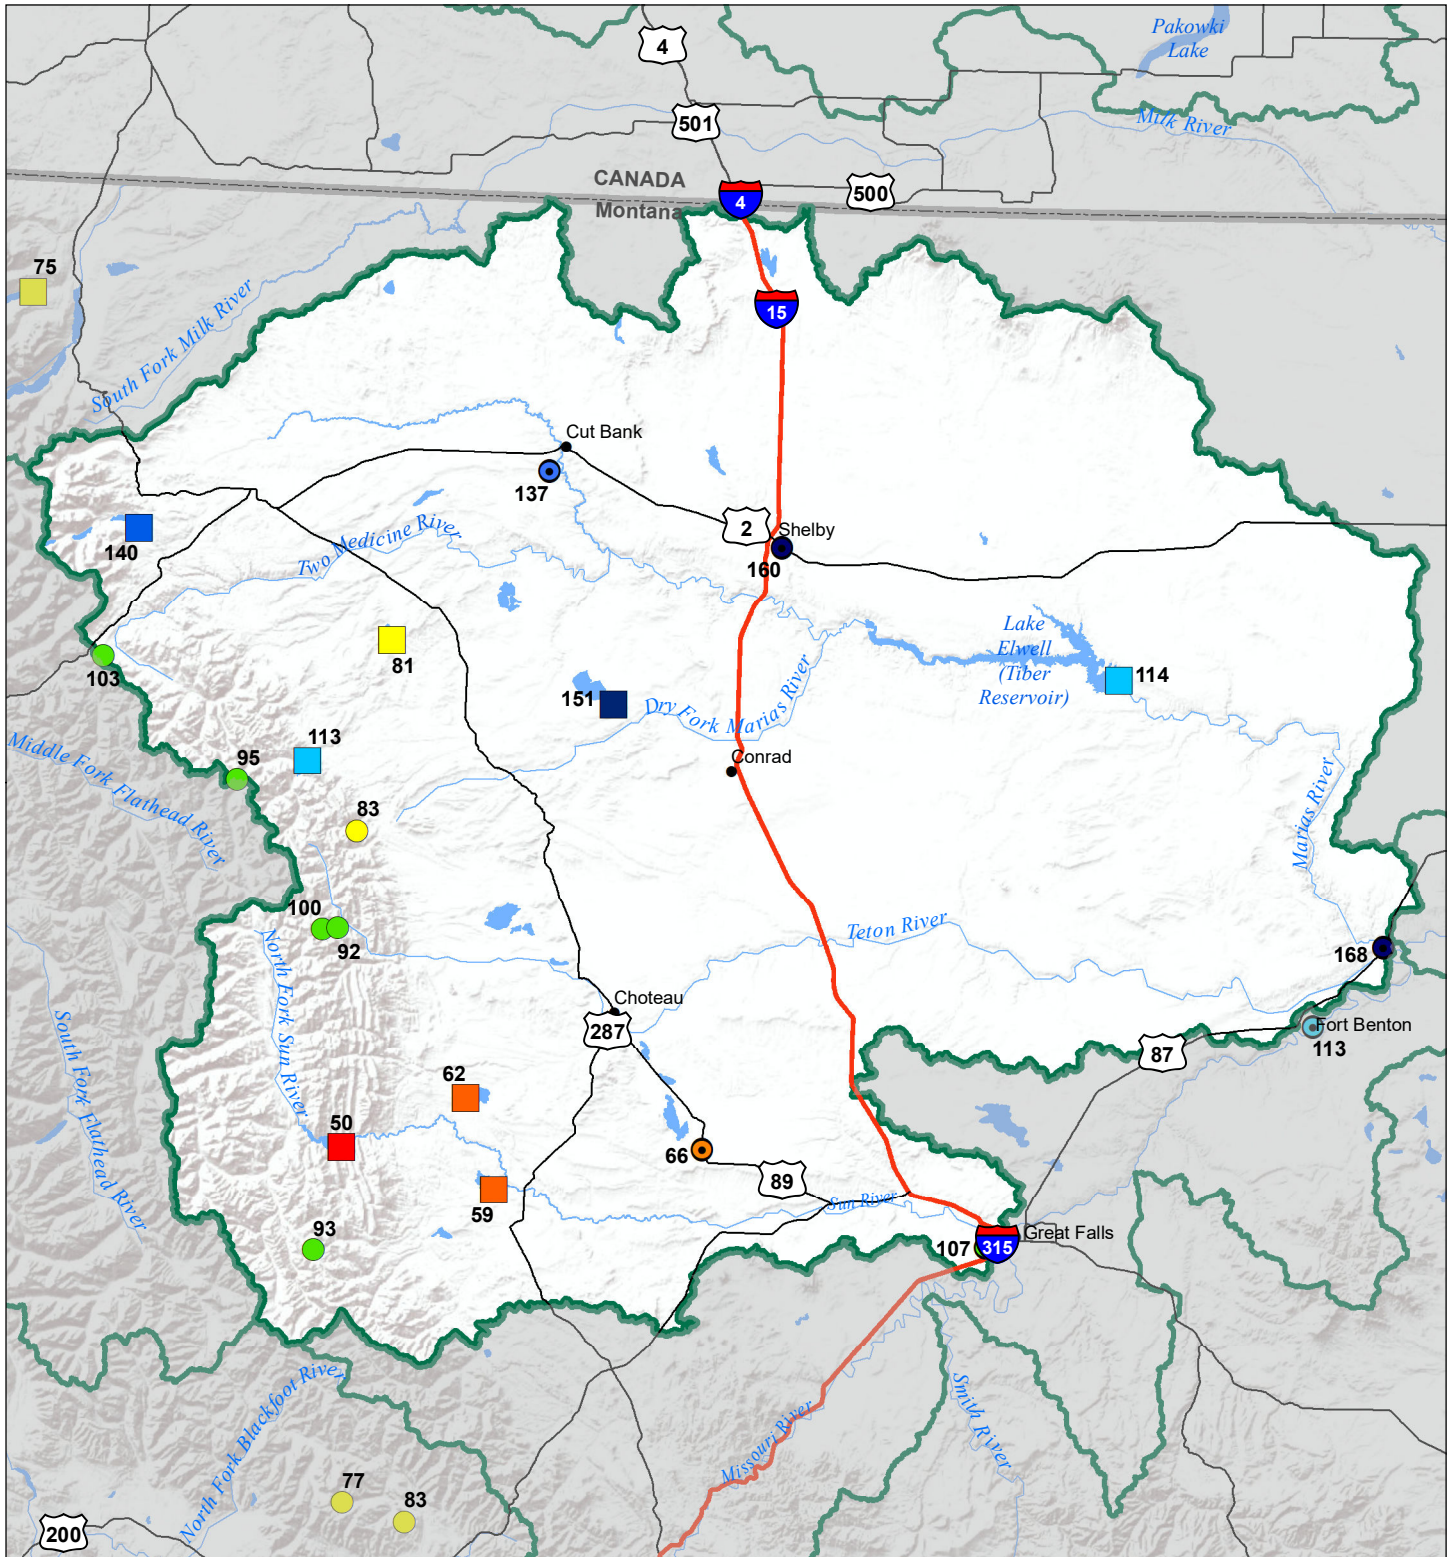 Pakowki
Lake
4
501
Milk River
CANADA
Montana
4
500
75
15
South Fork Milk River
Cut Bank
137
2
Shelby
140
Two Medicine River
160
Lake
Elwell
(Tiber
Reservoir)
81
103
114
151
Dry Fork Marias River
113
Middle Fork Flathead River
95
Conrad
Marias River
83
100
92
Teton River
North Fork Sun River
168
Choteau
287
Fort Benton
113
87
South Fork Flathead River
62
50
66
89
59
Sun River
93
107
315
Great Falls
North Fork Blackfoot River
Smith River
Missouri River
77
83
200